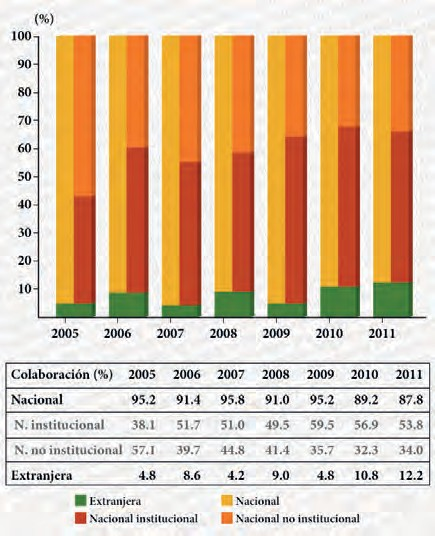 (%)
100
90
80
70
60
50
40
30
20
10
2005 2006 2007 2008 2009 2010 2011
Colaboración (%) 2005 2006 2007 2008 2009 2010 2011
Nacional 95.2 91.4 95.8 91.0 95.2 89.2 87.8
N. institucional 38.1 51.7 51.0 49.5 59.5 56.9 53.8
N. no institucional 57.1 39.7 44.8 41.4 35.7 32.3 34.0
Extranjera 4.8 8.6 4.2 9.0 4.8 10.8 12.2
Extranjera Nacional
Nacional institucional Nacional no institucional